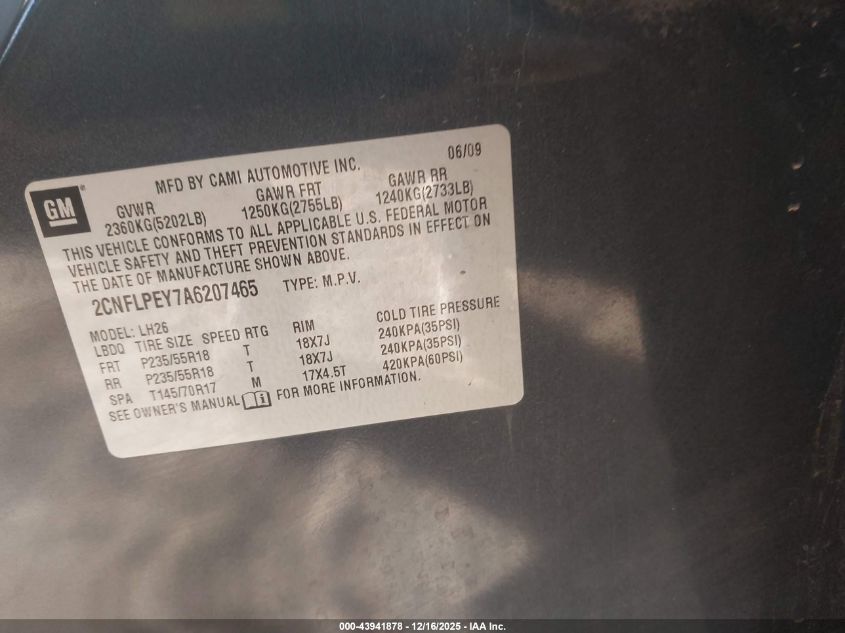 GM ®
MFD BY CAMI AUTOMOTIVE INC. 06/09
GVWR GAWR FRT GAWR RR
2360KG(5202LB) 1250KG(2755LB) 1240KG(2733LB)
THIS VEHICLE CONFORMS TO ALL APPLICABLE U.S. FEDERAL MOTOR
VEHICLE SAFETY AND THEFT PREVENTION STANDARDS IN EFFECT ON
THE DATE OF MANUFACTURE SHOWN ABOVE.
2CNFLPEY7A6207465 TYPE: M.P.V.
MODEL: LH26
LBDQ TIRE SIZE SPEED RTG RIM COLD TIRE PRESSURE
FRT P235/55R18 T 18X7J 240KPA(35PSI)
RR P235/55R18 T 18X7J 240KPA(35PSI)
SPA T145/70R17 M 17X4.5T 420KPA(60PSI)
SEE OWNER'S MANUAL i FOR MORE INFORMATION.
000-43941878 - 12/16/2025 - IAA Inc.